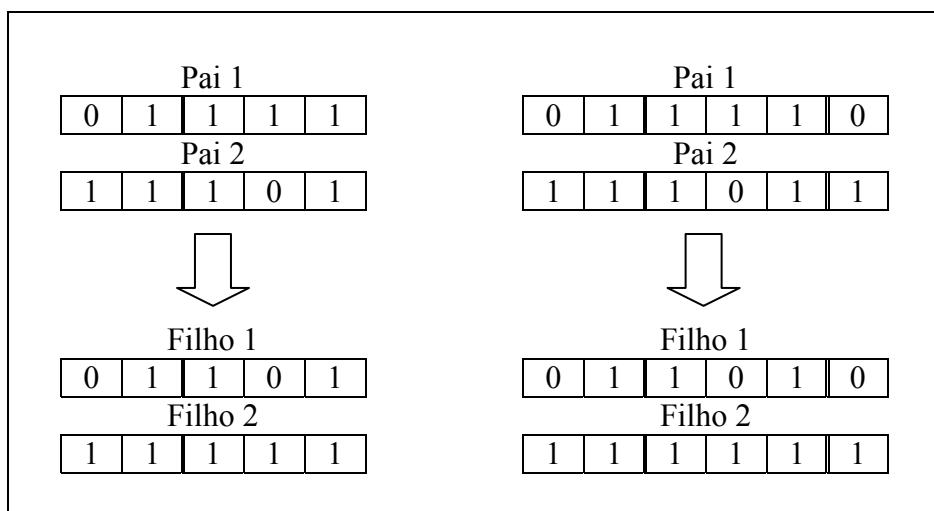 Pai 1
0 1 1 1 1
Pai 2
1 1 1 0 1
Filho 1
0 1 1 0 1
Filho 2
1 1 1 1 1
Pai 1
0 1 1 1 1 0
Pai 2
1 1 1 0 1 1
Filho 1
0 1 1 0 1 0
Filho 2
1 1 1 1 1 1